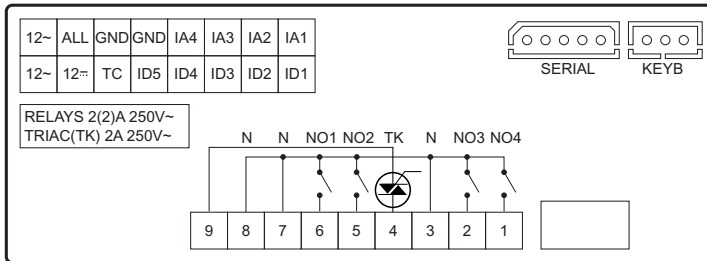 12~ ALL GND GND IA4 IA3 IA2 IA1
12~ 12⎓ TC ID5 ID4 ID3 ID2 ID1
SERIAL KEYB
RELAYS 2(2)A 250V~
TRIAC(TK) 2A 250V~
N N NO1 NO2 TK N NO3 NO4
9 8 7 6 5 4 3 2 1